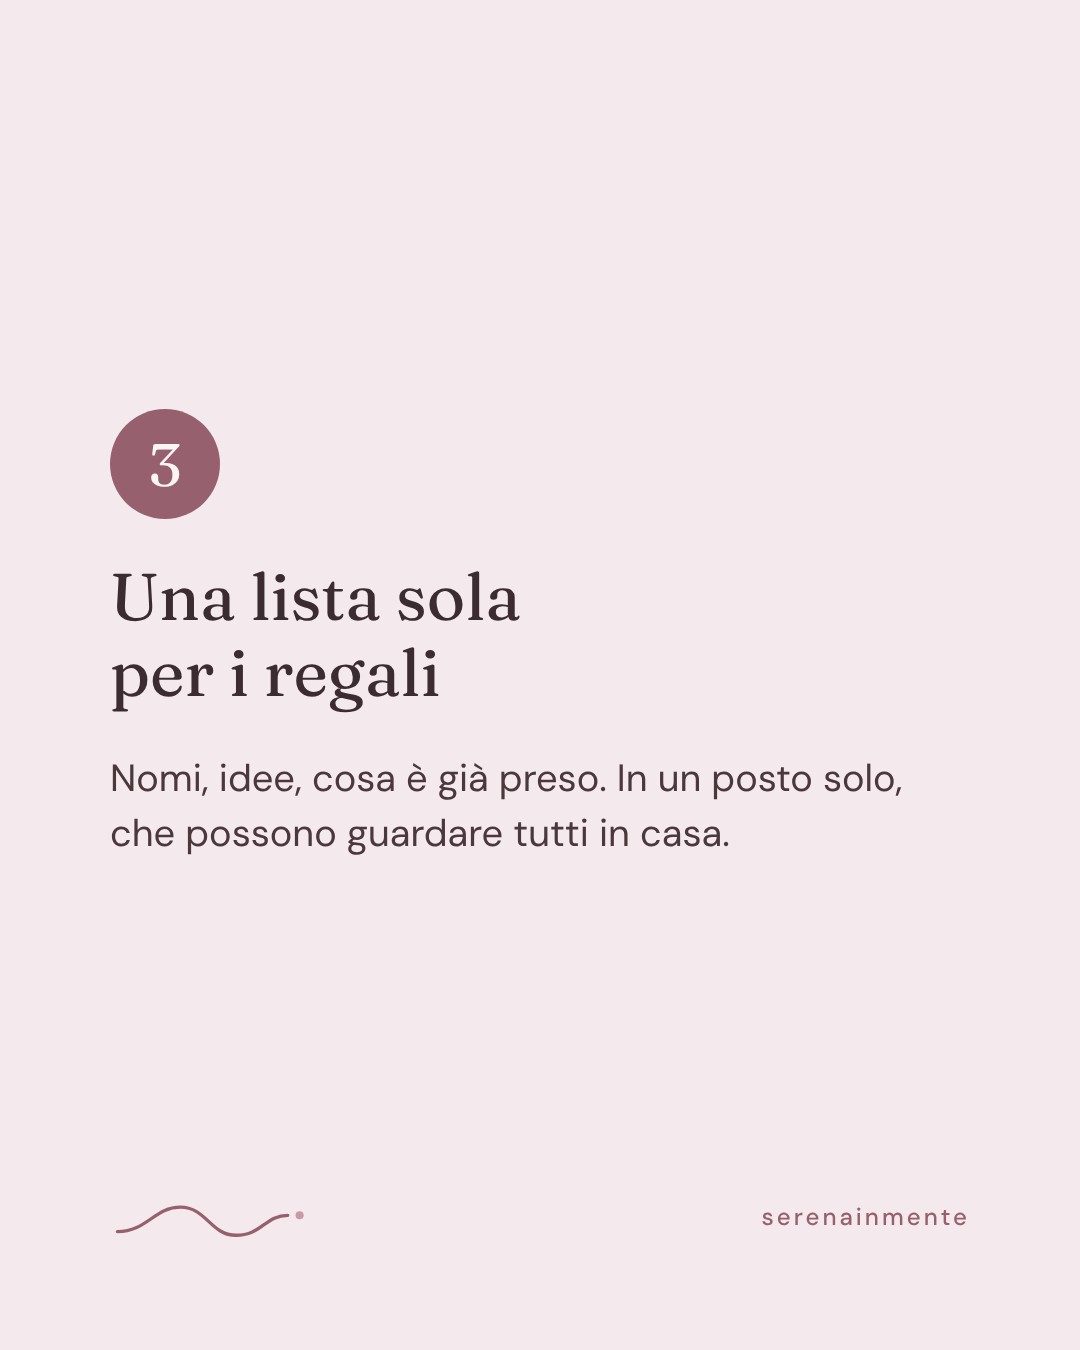 3
Una lista sola
per i regali
Nomi, idee, cosa è già preso. In un posto solo,
che possono guardare tutti in casa.
serenainmente